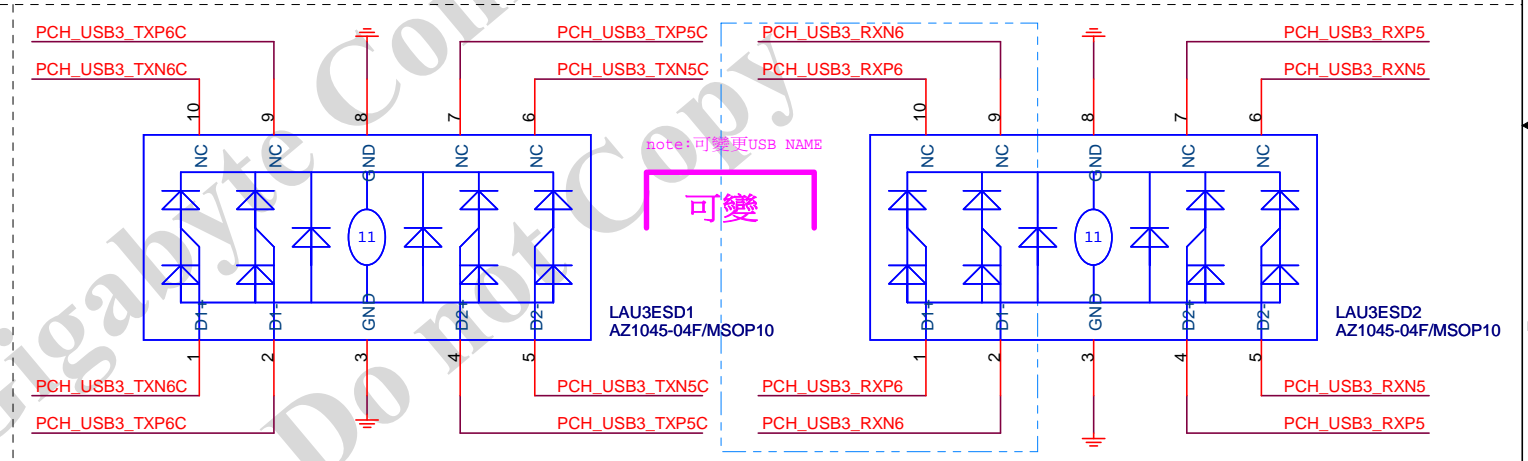 PCH_USB3_TXP6C
PCH_USB3_TXN6C
PCH_USB3_TXP5C
PCH_USB3_TXN5C
10
9
8
7
6
NC
NC
GND
NC
NC
11
D1+
D1-
GND
D2+
D2-
1
2
3
4
5
LAU3ESD1
AZ1045-04F/MSOP10
PCH_USB3_TXN6C
PCH_USB3_TXP6C
PCH_USB3_TXN5C
PCH_USB3_TXP5C
note:可變更USB NAME
可變
PCH_USB3_RXN6
PCH_USB3_RXP6
PCH_USB3_RXP5
PCH_USB3_RXN5
10
9
8
7
6
NC
NC
GND
NC
NC
11
D1+
D1-
GND
D2+
D2-
1
2
3
4
5
LAU3ESD2
AZ1045-04F/MSOP10
PCH_USB3_RXP6
PCH_USB3_RXN6
PCH_USB3_RXN5
PCH_USB3_RXP5
Gigabyte
Do not Copy